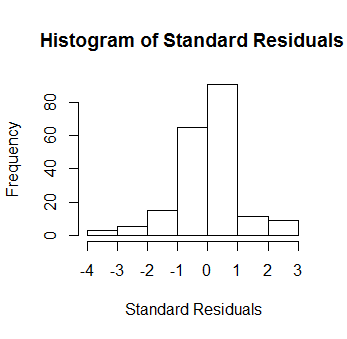 Histogram of Standard Residuals
Frequency
80
60
40
20
0
-4 -3 -2 -1 0 1 2 3
Standard Residuals